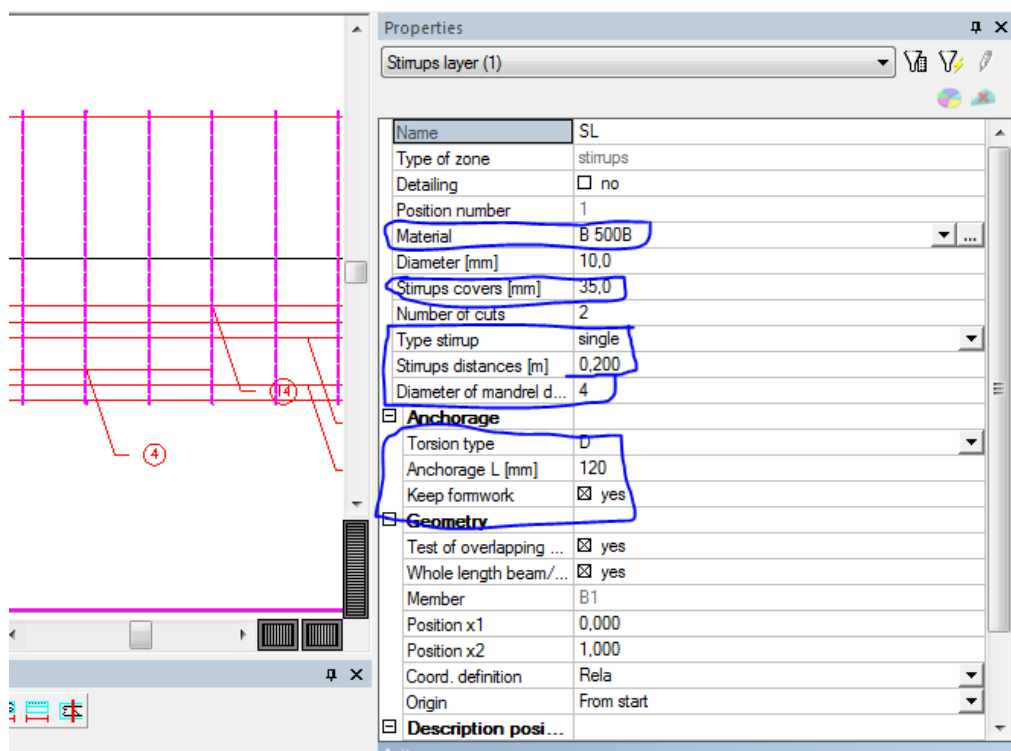 Properties
Stirrups layer (1)
Name SL
Type of zone stirrups
Detailing no
Position number 1
Material B 500B ...
Diameter [mm] 10,0
Stirrups covers [mm] 35,0
Number of cuts 2
Type stirrup single
Stirrups distances [m] 0,200
Diameter of mandrel d... 4
Anchorage
Torsion type D
Anchorage L [mm] 120
Keep formwork yes
Geometry
Test of overlapping ... yes
Whole length beam/... yes
Member B1
Position x1 0,000
Position x2 1,000
Coord. definition Rela
Origin From start
Description posi...
14
4